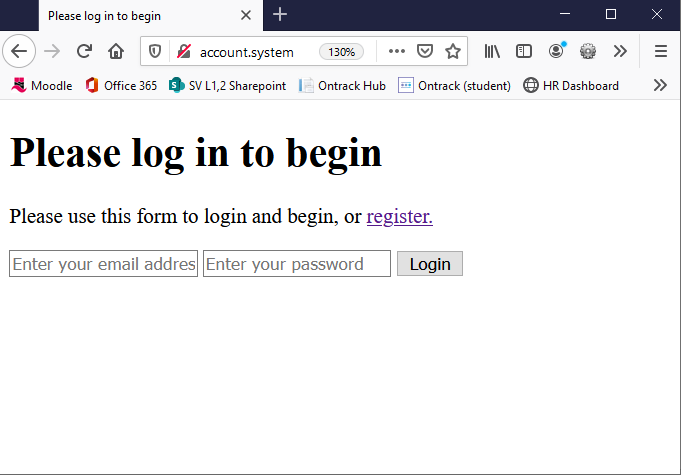 Please log in to begin
account.system 130%
Moodle Office 365 SV L1,2 Sharepoint Ontrack Hub Ontrack (student) HR Dashboard
Please log in to begin
Please use this form to login and begin, or register.
Enter your email addres Enter your password Login